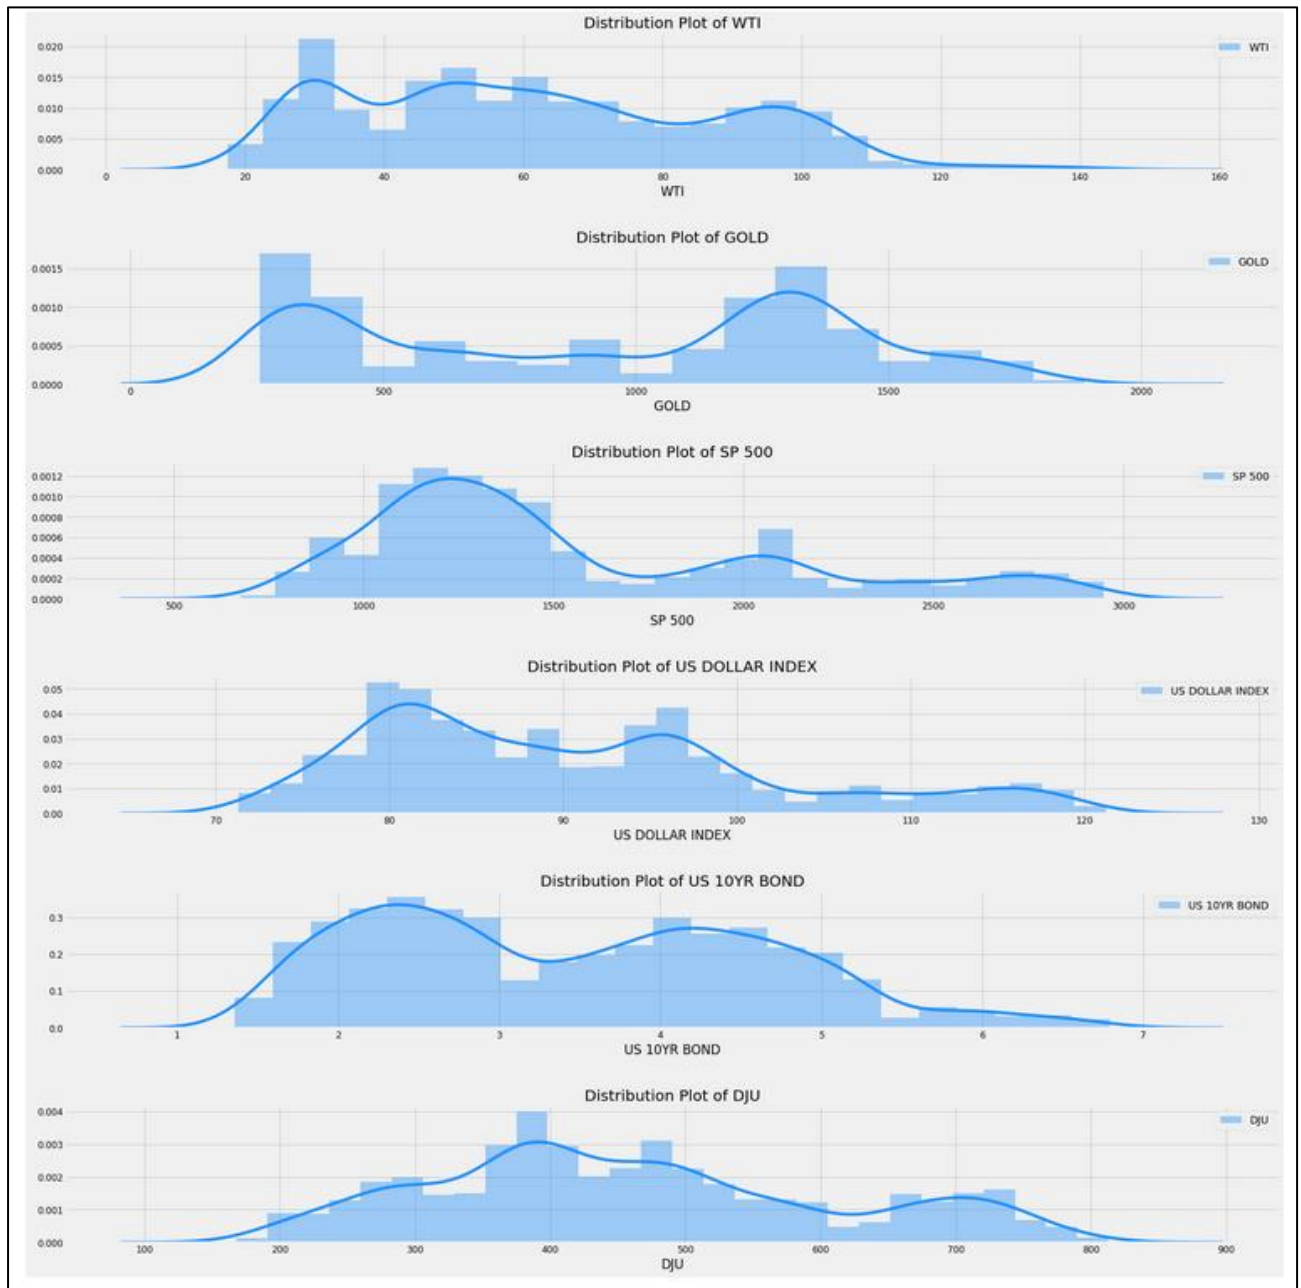 Distribution Plot of WTI
WTI
0.020
0.015
0.010
0.005
0.000
0 20 40 60 80 100 120 140 160
WTI
Distribution Plot of GOLD
GOLD
0.0015
0.0010
0.0005
0.0000
0 500 1000 1500 2000
GOLD
Distribution Plot of SP 500
SP 500
0.0012
0.0010
0.0008
0.0006
0.0004
0.0002
0.0000
500 1000 1500 2000 2500 3000
SP 500
Distribution Plot of US DOLLAR INDEX
US DOLLAR INDEX
0.05
0.04
0.03
0.02
0.01
0.00
70 80 90 100 110 120 130
US DOLLAR INDEX
Distribution Plot of US 10YR BOND
US 10YR BOND
0.3
0.2
0.1
0.0
1 2 3 4 5 6 7
US 10YR BOND
Distribution Plot of DJU
DJU
0.004
0.003
0.002
0.001
0.000
100 200 300 400 500 600 700 800 900
DJU